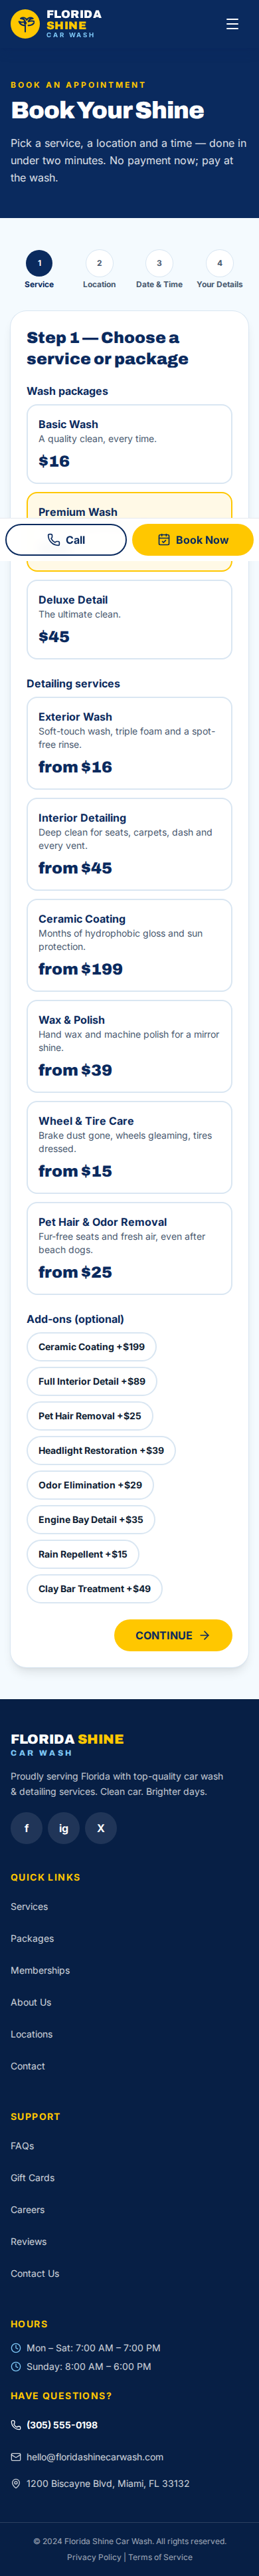 FLORIDA
SHINE
CAR WASH
BOOK AN APPOINTMENT
Book Your Shine
Pick a service, a location and a time — done in
under two minutes. No payment now; pay at
the wash.
1
2
3
4
Service
Location
Date & Time
Your Details
Step 1 — Choose a
service or package
Wash packages
Basic Wash
A quality clean, every time.
$16
Premium Wash
Call
Book Now
Deluxe Detail
The ultimate clean.
$45
Detailing services
Exterior Wash
Soft-touch wash, triple foam and a spot-
free rinse.
from $16
Interior Detailing
Deep clean for seats, carpets, dash and
every vent.
from $45
Ceramic Coating
Months of hydrophobic gloss and sun
protection.
from $199
Wax & Polish
Hand wax and machine polish for a mirror
shine.
from $39
Wheel & Tire Care
Brake dust gone, wheels gleaming, tires
dressed.
from $15
Pet Hair & Odor Removal
Fur-free seats and fresh air, even after
beach dogs.
from $25
Add-ons (optional)
Ceramic Coating +$199
Full Interior Detail +$89
Pet Hair Removal +$25
Headlight Restoration +$39
Odor Elimination +$29
Engine Bay Detail +$35
Rain Repellent +$15
Clay Bar Treatment +$49
CONTINUE
FLORIDA SHINE
CAR WASH
Proudly serving Florida with top-quality car wash
& detailing services. Clean car. Brighter days.
f
ig
X
QUICK LINKS
Services
Packages
Memberships
About Us
Locations
Contact
SUPPORT
FAQs
Gift Cards
Careers
Reviews
Contact Us
HOURS
Mon – Sat: 7:00 AM – 7:00 PM
Sunday: 8:00 AM – 6:00 PM
HAVE QUESTIONS?
(305) 555-0198
hello@floridashinecarwash.com
1200 Biscayne Blvd, Miami, FL 33132
© 2024 Florida Shine Car Wash. All rights reserved.
Privacy Policy | Terms of Service